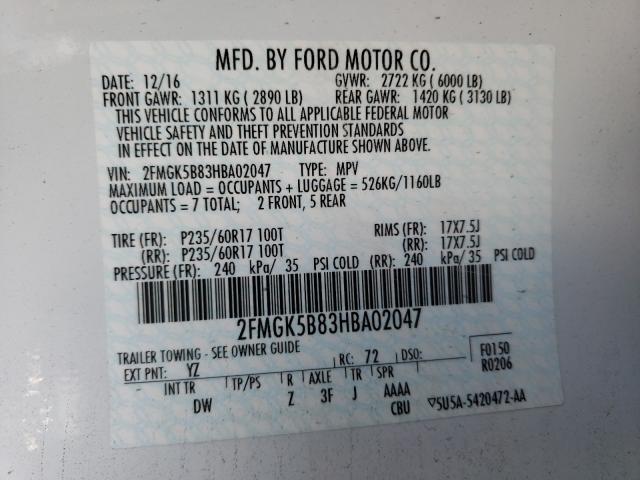 MFD. BY FORD MOTOR CO.
DATE: 12/16 GVWR: 2722 KG ( 6000 LB)
FRONT GAWR: 1311 KG ( 2890 LB) REAR GAWR: 1420 KG ( 3130 LB)
THIS VEHICLE CONFORMS TO ALL APPLICABLE FEDERAL MOTOR
VEHICLE SAFETY AND THEFT PREVENTION STANDARDS
IN EFFECT ON THE DATE OF MANUFACTURE SHOWN ABOVE.
VIN: 2FMGK5B83HBA02047 TYPE: MPV
MAXIMUM LOAD = OCCUPANTS + LUGGAGE = 526KG/1160LB
OCCUPANTS = 7 TOTAL; 2 FRONT, 5 REAR
TIRE (FR): P235/60R17 100T RIMS (FR): 17X7.5J
(RR): P235/60R17 100T (RR): 17X7.5J
PRESSURE (FR): 240 kPa/ 35 PSI COLD (RR): 240 kPa/ 35 PSI COLD
2FMGK5B83HBA02047
TRAILER TOWING - SEE OWNER GUIDE
EXT PNT: YZ RC: 72 DSO: F0150
R0206
INT TR TP/PS R AXLE TR SPR
DW Z 3F J AAAA
CBU ▽5U5A-5420472-AA